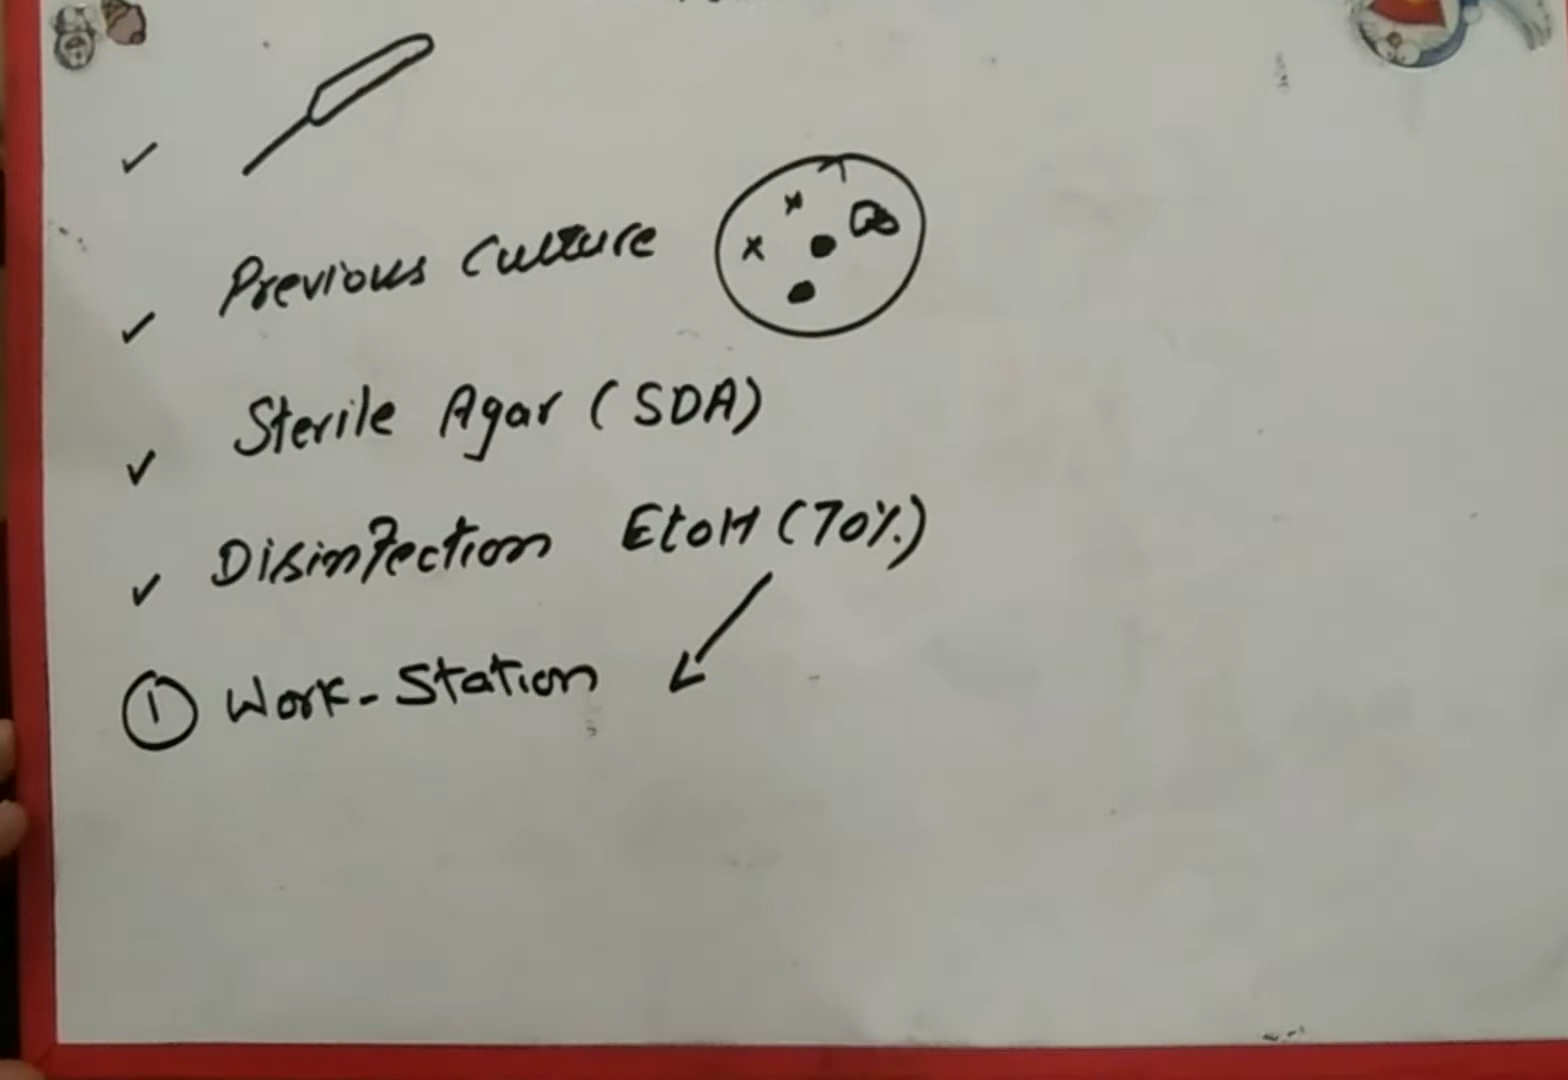 Previous Culture
Sterile Agar (SDA)
Disinfection EtoH (70%)
1 Work-Station